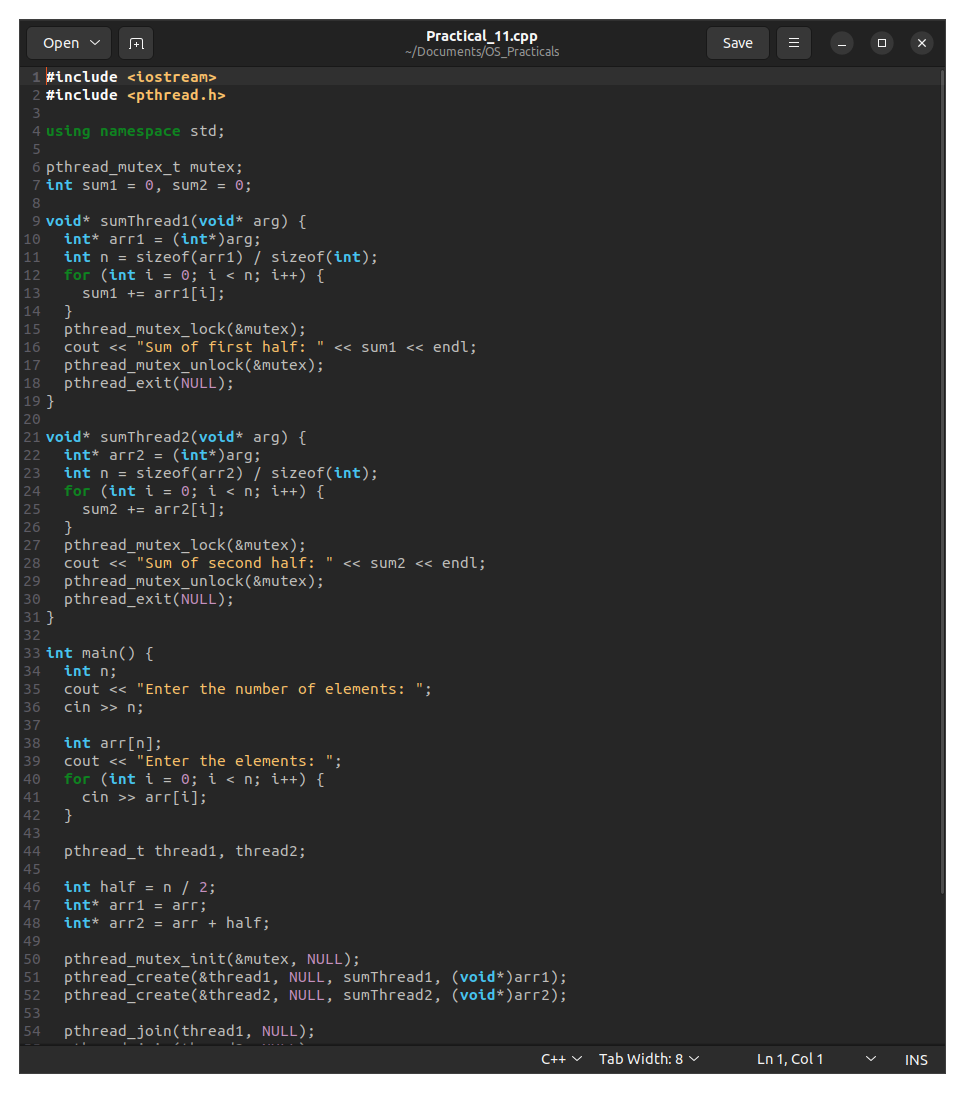 Open
Practical_11.cpp
~/Documents/OS_Practicals
Save
1 #include <iostream>
2 #include <pthread.h>
3
4 using namespace std;
5
6 pthread_mutex_t mutex;
7 int sum1 = 0, sum2 = 0;
8
9 void* sumThread1(void* arg) {
10   int* arr1 = (int*)arg;
11   int n = sizeof(arr1) / sizeof(int);
12   for (int i = 0; i < n; i++) {
13     sum1 += arr1[i];
14   }
15   pthread_mutex_lock(&mutex);
16   cout << "Sum of first half: " << sum1 << endl;
17   pthread_mutex_unlock(&mutex);
18   pthread_exit(NULL);
19 }
20
21 void* sumThread2(void* arg) {
22   int* arr2 = (int*)arg;
23   int n = sizeof(arr2) / sizeof(int);
24   for (int i = 0; i < n; i++) {
25     sum2 += arr2[i];
26   }
27   pthread_mutex_lock(&mutex);
28   cout << "Sum of second half: " << sum2 << endl;
29   pthread_mutex_unlock(&mutex);
30   pthread_exit(NULL);
31 }
32
33 int main() {
34   int n;
35   cout << "Enter the number of elements: ";
36   cin >> n;
37
38   int arr[n];
39   cout << "Enter the elements: ";
40   for (int i = 0; i < n; i++) {
41     cin >> arr[i];
42   }
43
44   pthread_t thread1, thread2;
45
46   int half = n / 2;
47   int* arr1 = arr;
48   int* arr2 = arr + half;
49
50   pthread_mutex_init(&mutex, NULL);
51   pthread_create(&thread1, NULL, sumThread1, (void*)arr1);
52   pthread_create(&thread2, NULL, sumThread2, (void*)arr2);
53
54   pthread_join(thread1, NULL);
C++ Tab Width: 8 Ln 1, Col 1 INS